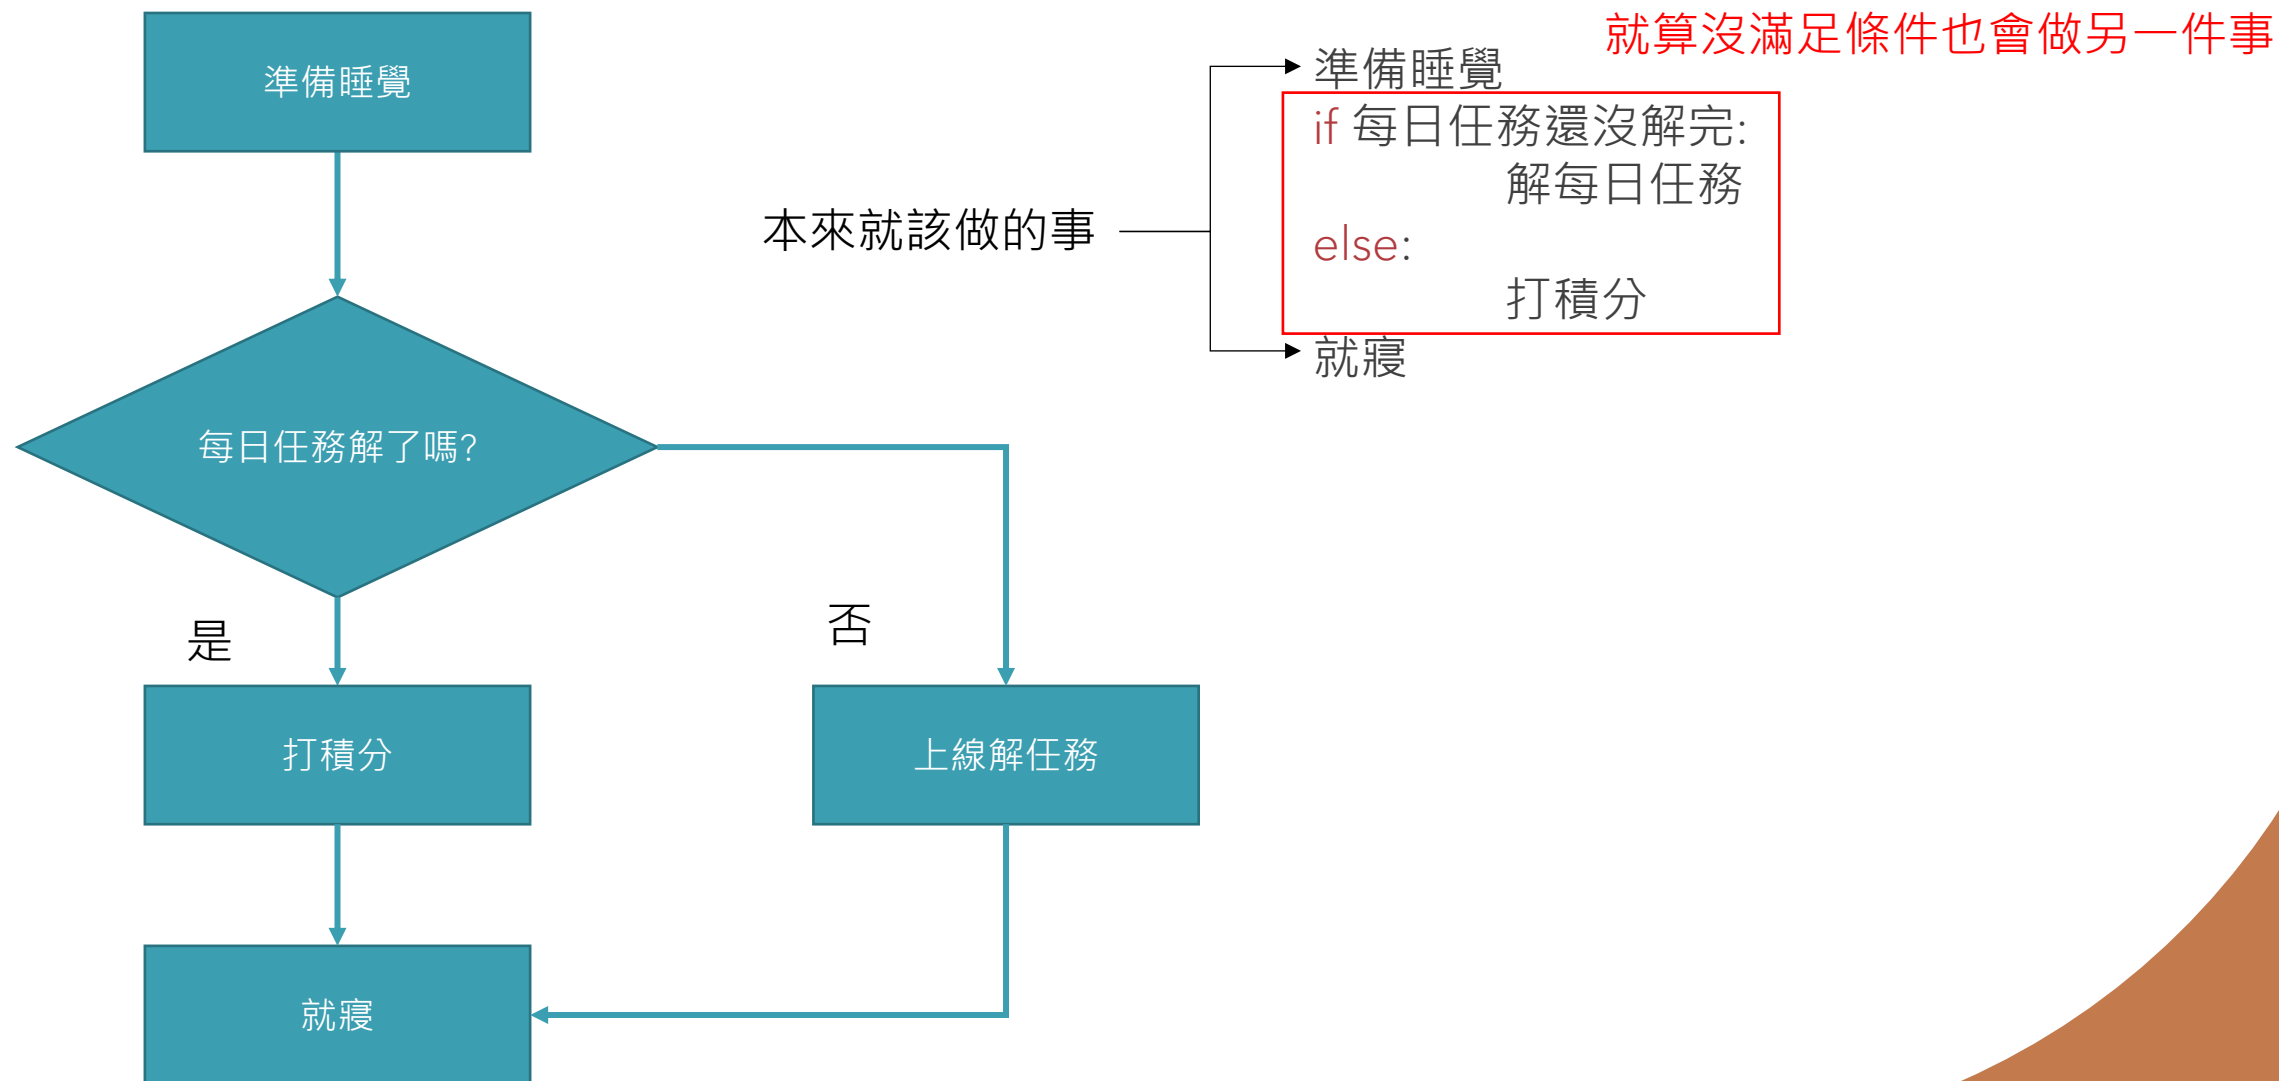 準備睡覺
每日任務解了嗎?
是
否
打積分
上線解任務
就寢
就算沒滿足條件也會做另一件事
本來就該做的事
準備睡覺
if 每日任務還沒解完:
解每日任務
else:
打積分
就寢